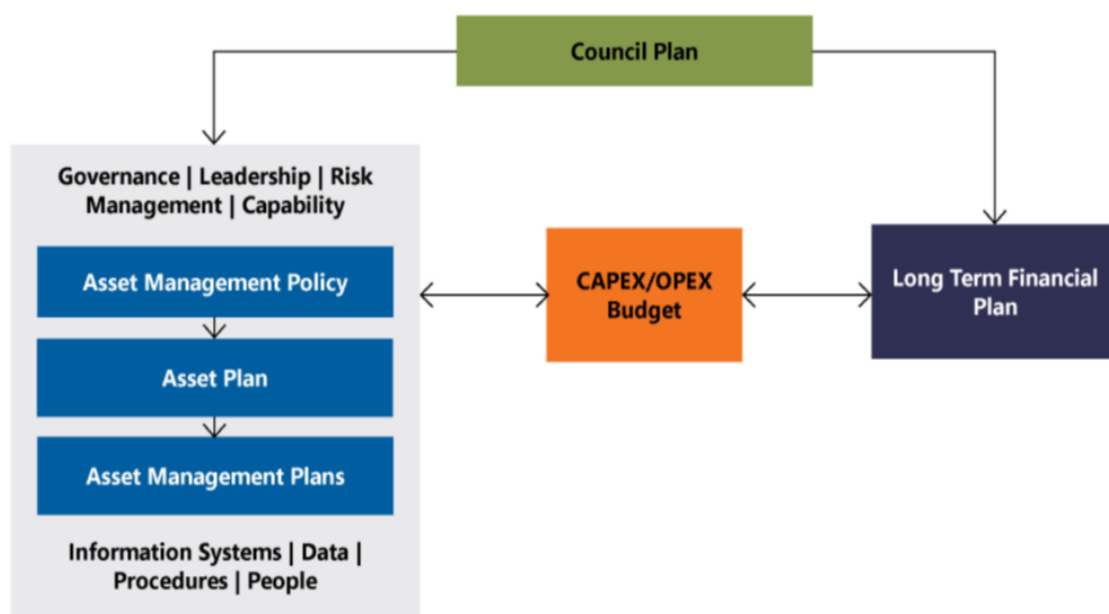 Council Plan
Governance | Leadership | Risk
Management | Capability
Asset Management Policy
Asset Plan
Asset Management Plans
Information Systems | Data |
Procedures | People
CAPEX/OPEX
Budget
Long Term Financial
Plan